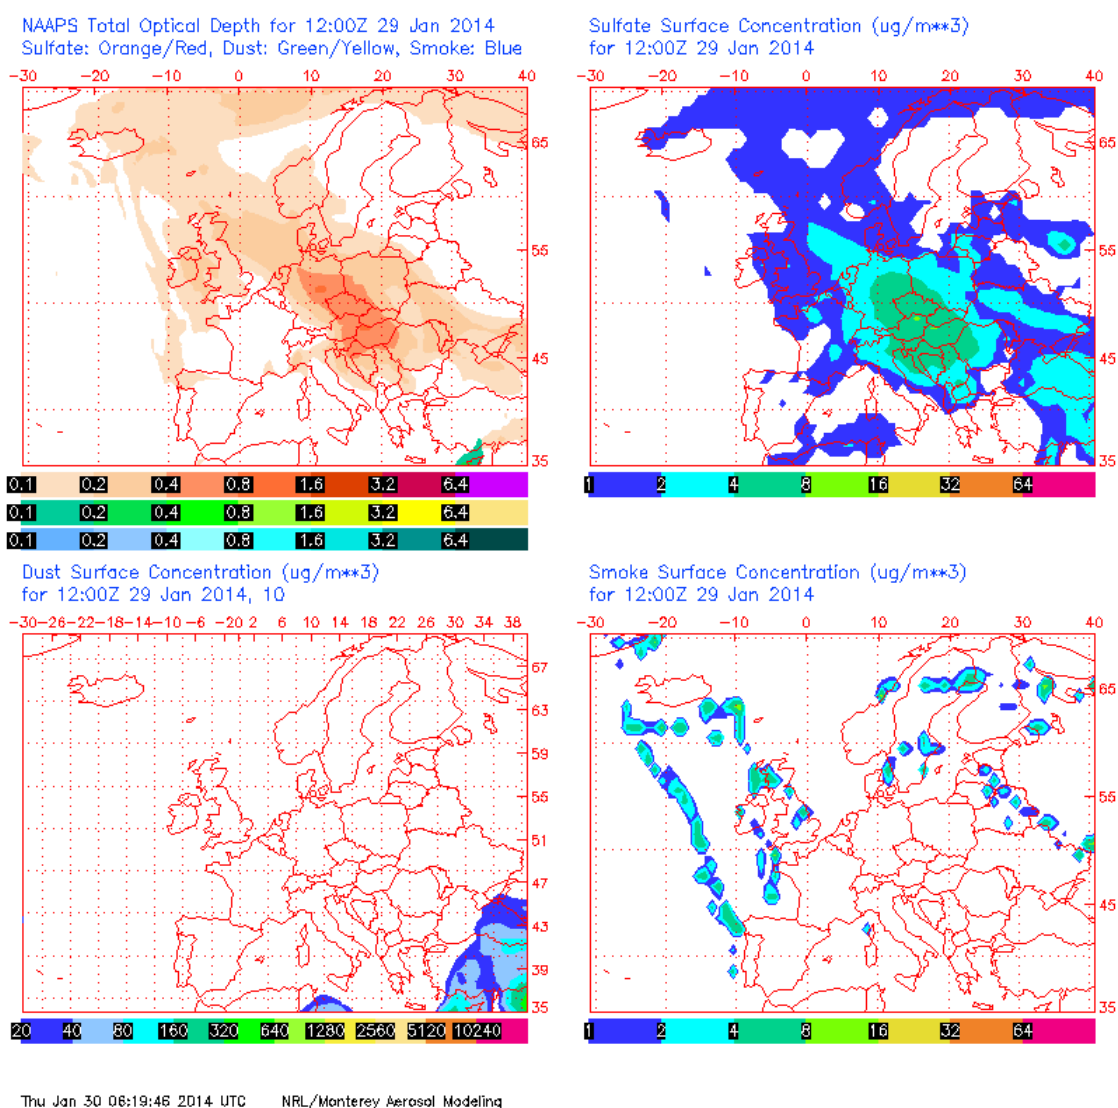 NAAPS Total Optical Depth for 12:00Z 29 Jan 2014
Sulfate: Orange/Red, Dust: Green/Yellow, Smoke: Blue
-30 -20 -10 0 10 20 30 40
65
55
45
35
0.1 0.2 0.4 0.8 1.6 3.2 6.4
0.1 0.2 0.4 0.8 1.6 3.2 6.4
0.1 0.2 0.4 0.8 1.6 3.2 6.4
Sulfate Surface Concentration (ug/m**3)
for 12:00Z 29 Jan 2014
-30 -20 -10 0 10 20 30 40
65
55
45
35
1 2 4 8 16 32 64
Dust Surface Concentration (ug/m**3)
for 12:00Z 29 Jan 2014, 10
-30 -26 -22 -18 -14 -10 -6 -2 2 6 10 14 18 22 26 30 34 38
67
63
59
55
51
47
43
39
35
20 40 80 160 320 640 1280 2560 5120 10240
Smoke Surface Concentration (ug/m**3)
for 12:00Z 29 Jan 2014
-30 -20 -10 0 10 20 30 40
65
55
45
35
1 2 4 8 16 32 64
Thu Jan 30 06:19:46 2014 UTC NRL/Monterey Aerosol Modeling